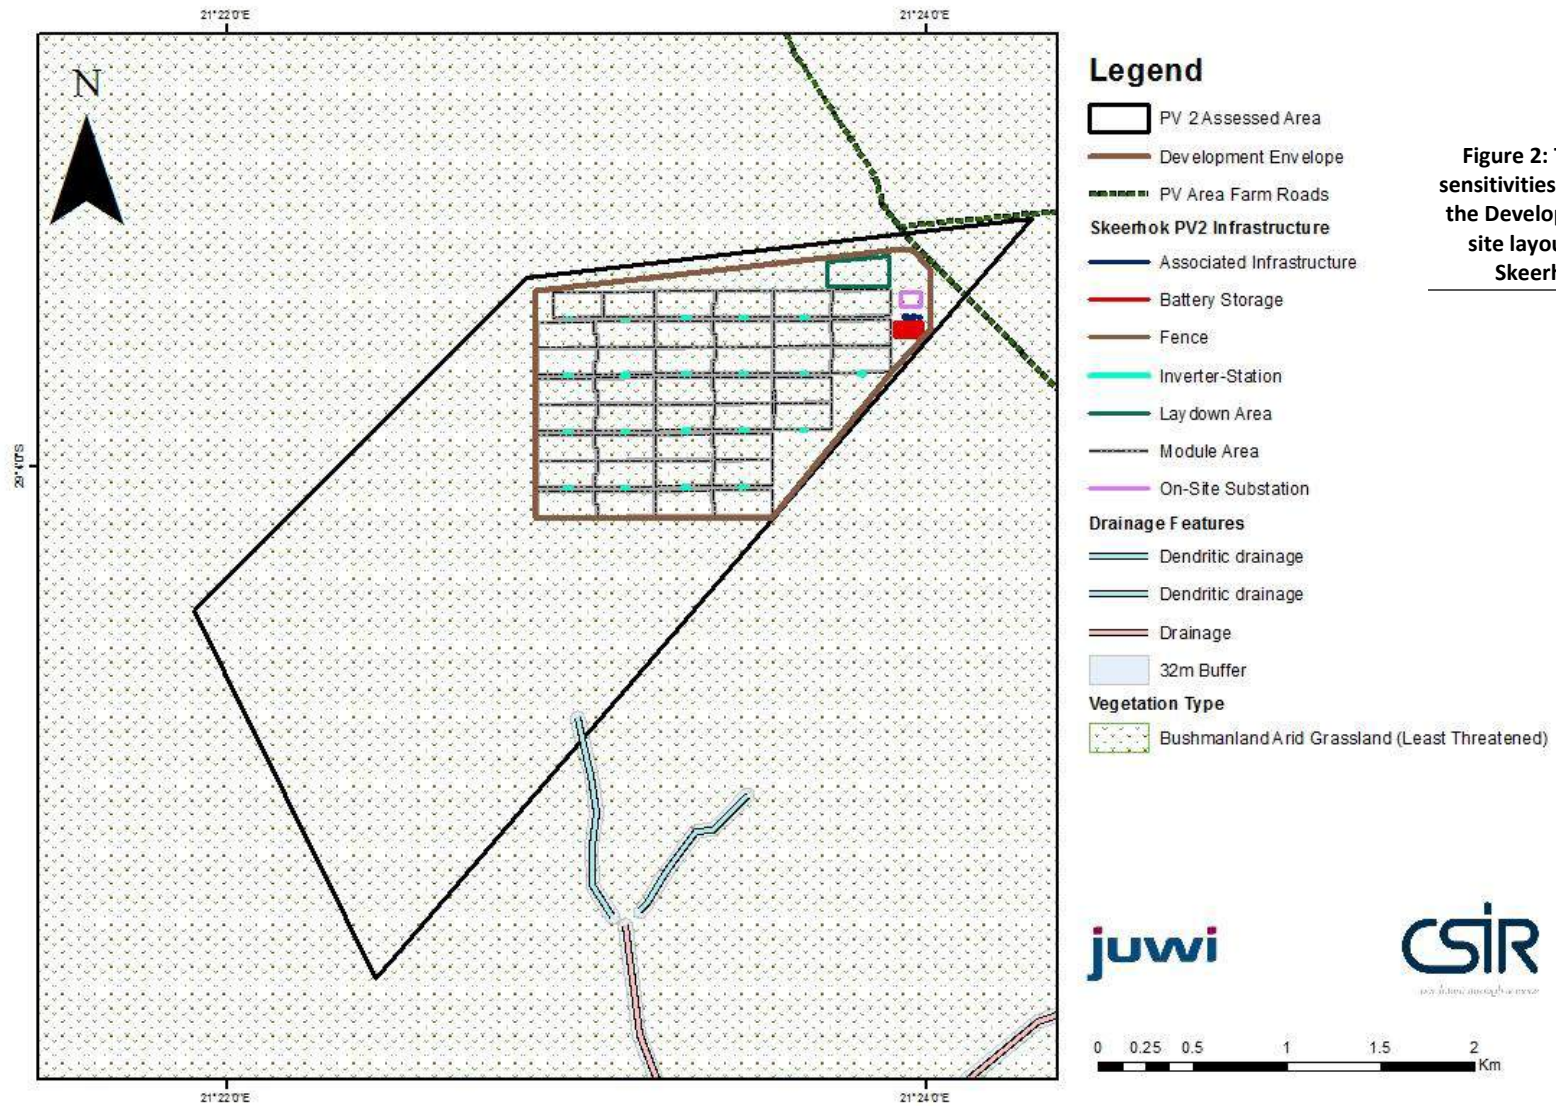 21°22'0"E
21°24'0"E
N
29°4'0"S
21°22'0"E
21°24'0"E
Legend
PV 2 Assessed Area
Development Envelope
PV Area Farm Roads
Skeerhok PV2 Infrastructure
Associated Infrastructure
Battery Storage
Fence
Inverter-Station
Laydown Area
Module Area
On-Site Substation
Drainage Features
Dendritic drainage
Dendritic drainage
Drainage
32m Buffer
Vegetation Type
Bushmanland Arid Grassland (Least Threatened)
Figure 2:
sensitivities
the Develop
site layou
Skeerh
juwi
CSIR
0 0.25 0.5 1 1.5 2
Km